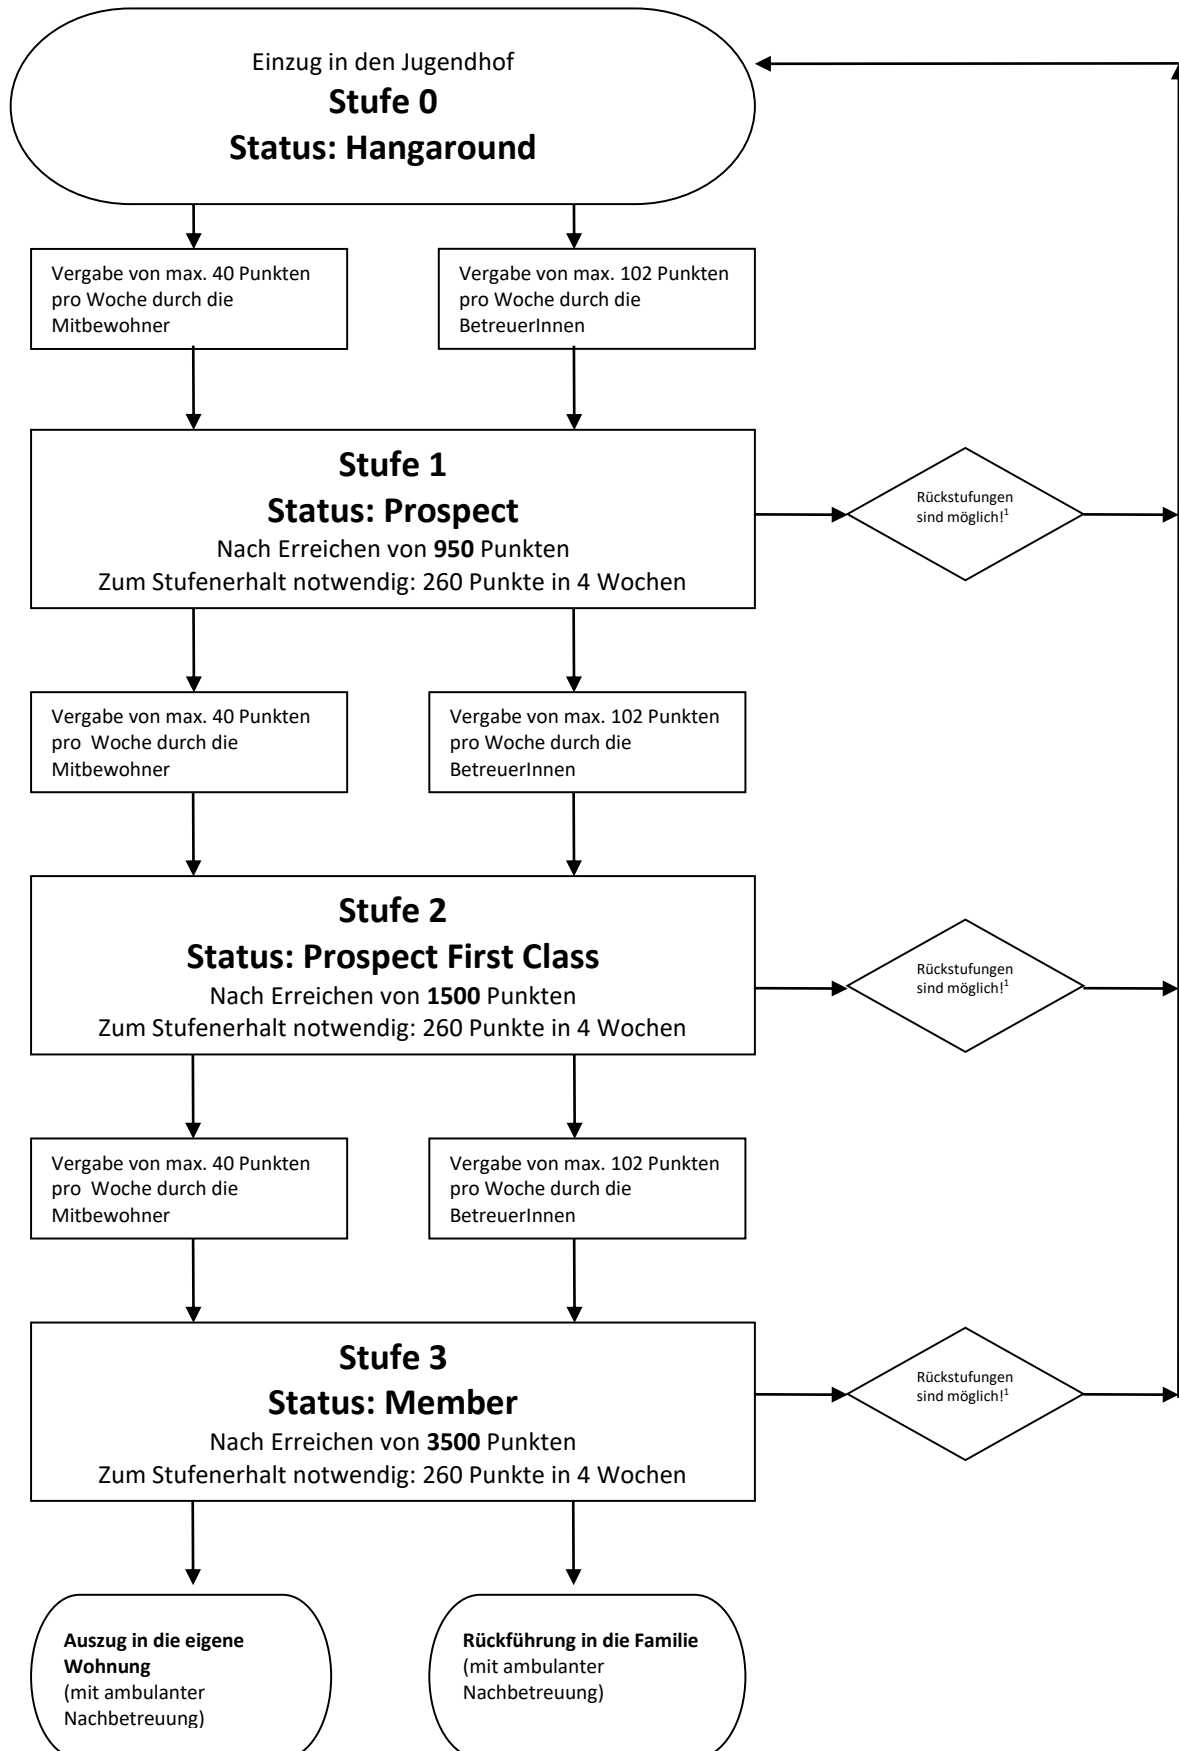 Einzug in den Jugendhof
Stufe 0
Status: Hangaround
Vergabe von max. 40 Punkten
pro Woche durch die
Mitbewohner
Vergabe von max. 102 Punkten
pro Woche durch die
BetreuerInnen
Stufe 1
Status: Prospect
Nach Erreichen von 950 Punkten
Zum Stufenerhalt notwendig: 260 Punkte in 4 Wochen
Rückstufungen
sind möglich!¹
Vergabe von max. 40 Punkten
pro  Woche durch die
Mitbewohner
Vergabe von max. 102 Punkten
pro Woche durch die
BetreuerInnen
Stufe 2
Status: Prospect First Class
Nach Erreichen von 1500 Punkten
Zum Stufenerhalt notwendig: 260 Punkte in 4 Wochen
Rückstufungen
sind möglich!¹
Vergabe von max. 40 Punkten
pro  Woche durch die
Mitbewohner
Vergabe von max. 102 Punkten
pro Woche durch die
BetreuerInnen
Stufe 3
Status: Member
Nach Erreichen von 3500 Punkten
Zum Stufenerhalt notwendig: 260 Punkte in 4 Wochen
Rückstufungen
sind möglich!¹
Auszug in die eigene
Wohnung
(mit ambulanter
Nachbetreuung)
Rückführung in die Familie
(mit ambulanter
Nachbetreuung)